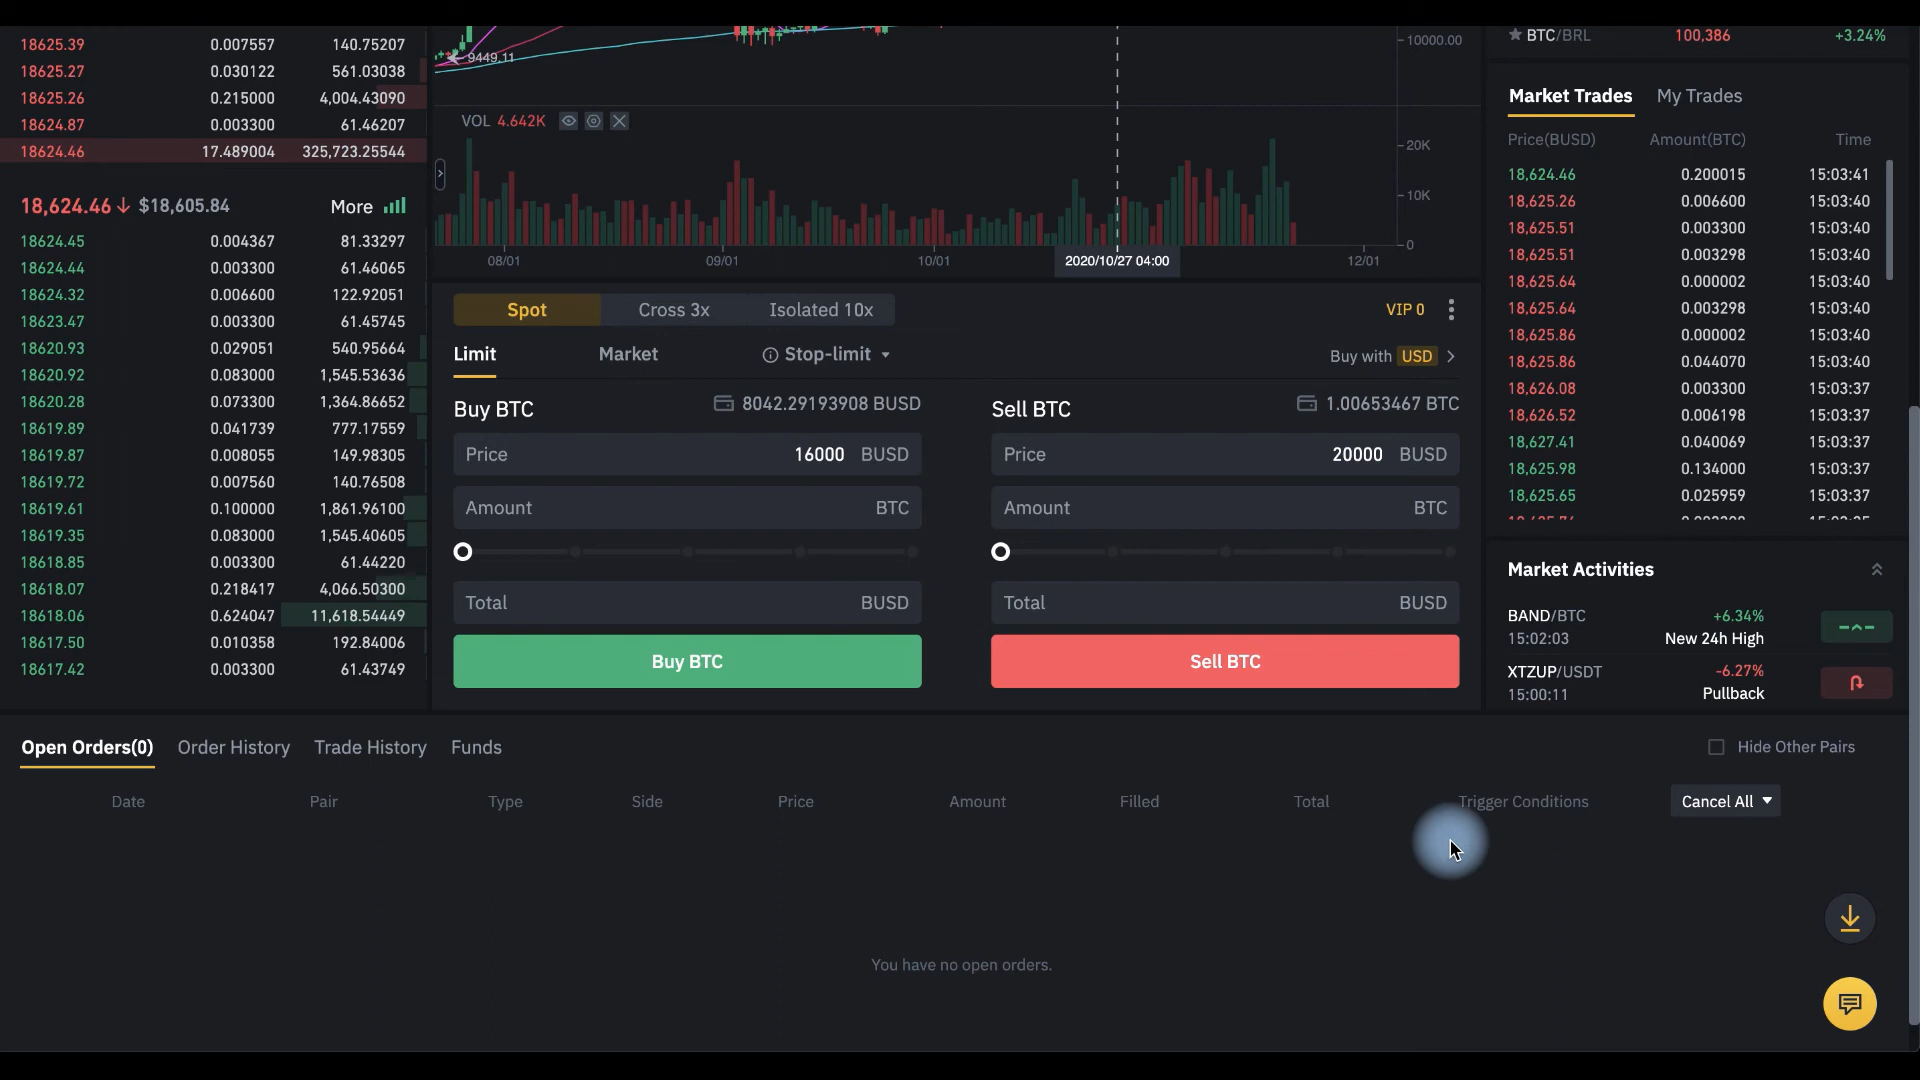 18625.39 0.007557 140.75207
18625.27 0.030122 561.03038
18625.26 0.215000 4,004.43090
18624.87 0.003300 61.46207
18624.46 17.489004 325,723.25544
18,624.46 $18,605.84 More
18624.45 0.004367 81.33297
18624.44 0.003300 61.46065
18624.32 0.006600 122.92051
18623.47 0.003300 61.45745
18620.93 0.029051 540.95664
18620.92 0.083000 1,545.53636
18620.28 0.073300 1,364.86652
18619.89 0.041739 777.17559
18619.87 0.008055 149.98305
18619.72 0.007560 140.76508
18619.61 0.100000 1,861.96100
18619.35 0.083000 1,545.40605
18618.85 0.003300 61.44220
18618.07 0.218417 4,066.50300
18618.06 0.624047 11,618.54449
18617.50 0.010358 192.84006
18617.42 0.003300 61.43749
9449.11
10000.00
VOL 4.642K
20K
10K
0
08/01 09/01 10/01 2020/10/27 04:00 12/01
Spot Cross 3x Isolated 10x VIP 0
Limit Market Stop-limit Buy with USD
Buy BTC 8042.29193908 BUSD
Price 16000 BUSD
Amount BTC
Total BUSD
Buy BTC
Sell BTC 1.00653467 BTC
Price 20000 BUSD
Amount BTC
Total BUSD
Sell BTC
BTC/BRL 100,386 +3.24%
Market Trades My Trades
Price(BUSD) Amount(BTC) Time
18,624.46 0.200015 15:03:41
18,625.26 0.006600 15:03:40
18,625.51 0.003300 15:03:40
18,625.51 0.003298 15:03:40
18,625.64 0.000002 15:03:40
18,625.64 0.003298 15:03:40
18,625.86 0.000002 15:03:40
18,625.86 0.044070 15:03:40
18,626.08 0.003300 15:03:37
18,626.52 0.006198 15:03:37
18,627.41 0.040069 15:03:37
18,625.98 0.134000 15:03:37
18,625.65 0.025959 15:03:37
Market Activities
BAND/BTC +6.34%
15:02:03 New 24h High
XTZUP/USDT -6.27%
15:00:11 Pullback
Open Orders(0) Order History Trade History Funds Hide Other Pairs
Date Pair Type Side Price Amount Filled Total Trigger Conditions Cancel All
You have no open orders.